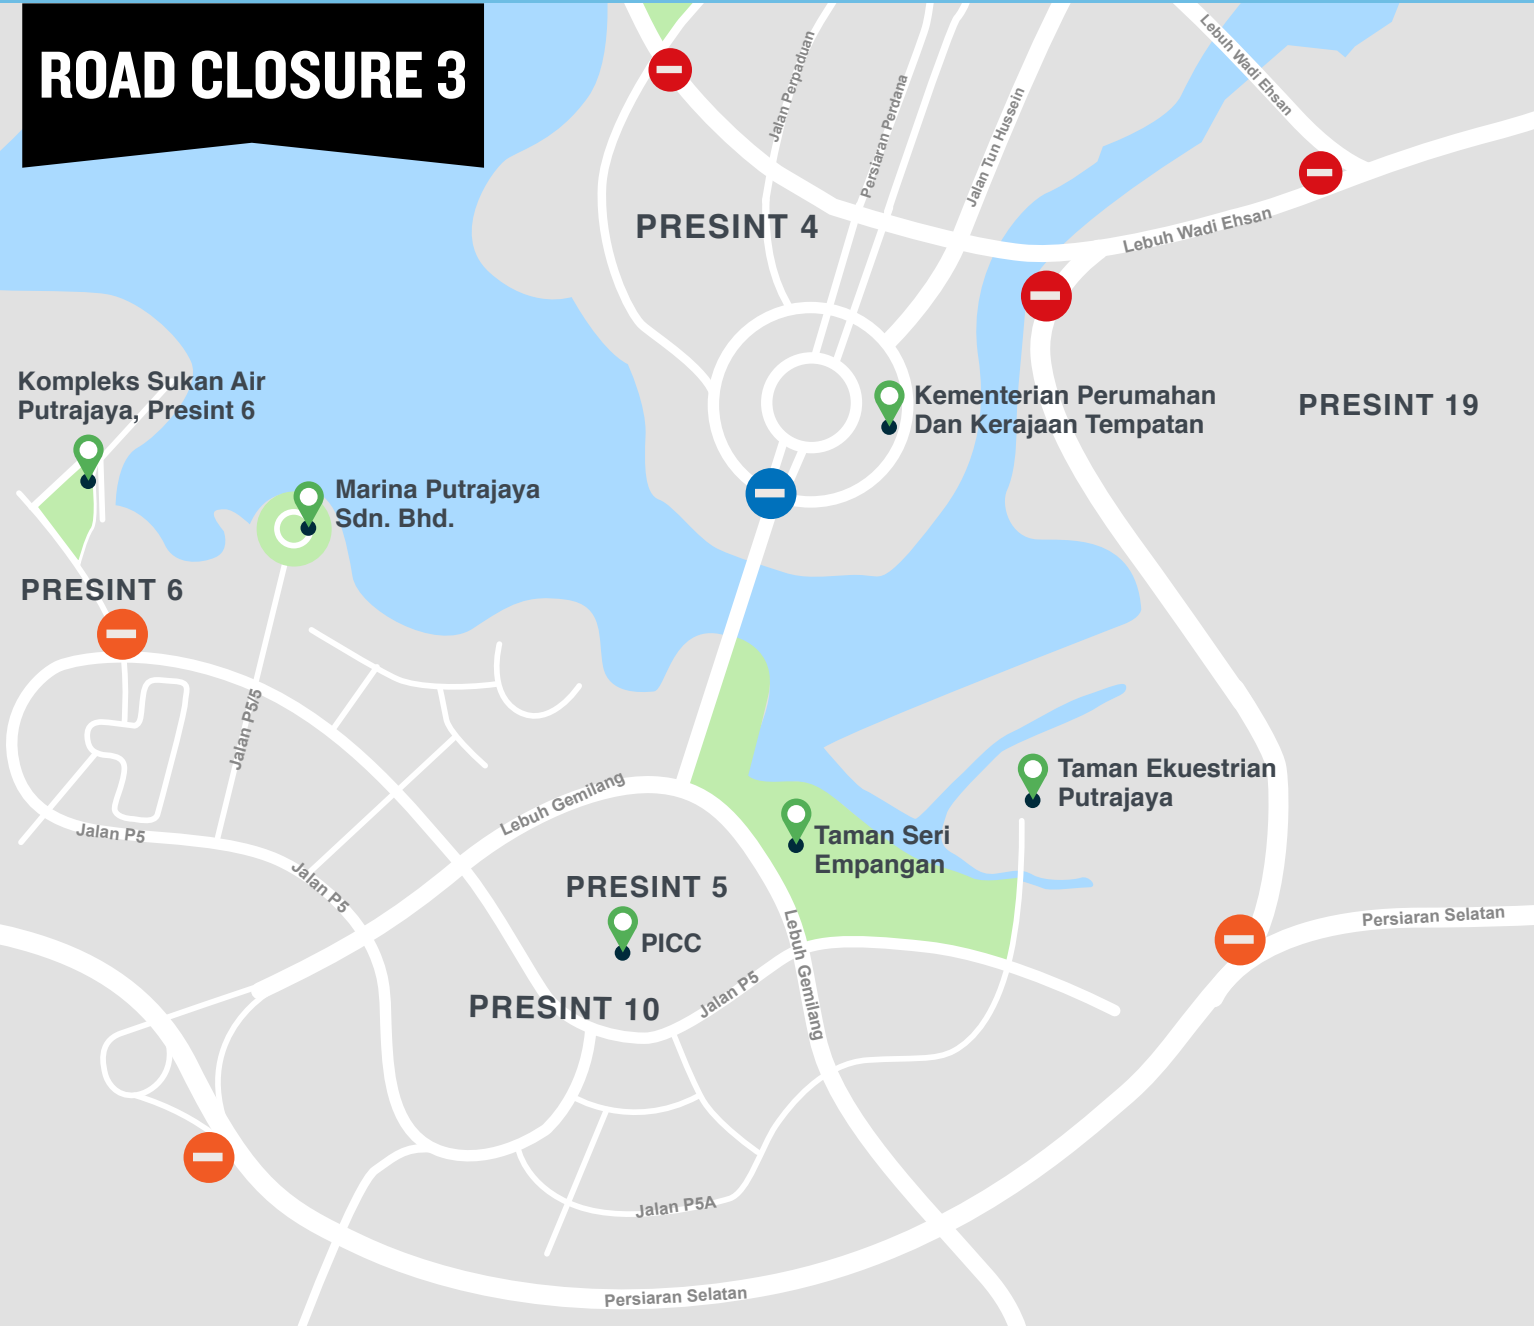 ROAD CLOSURE 3
Jalan Perpaduan
Persiaran Perdana
Jalan Tun Hussein
Lebuh Wadi Ehsan
Lebuh Wadi Ehsan
PRESINT 4
Kompleks Sukan Air
Putrajaya, Presint 6
Kementerian Perumahan
Dan Kerajaan Tempatan
PRESINT 19
Marina Putrajaya
Sdn. Bhd.
PRESINT 6
Jalan P5/5
Jalan P5
Lebuh Gemilang
Taman Ekuestrian
Putrajaya
Taman Seri
Empangan
Jalan P5
PRESINT 5
PICC
Persiaran Selatan
Lebuh Gemilang
Jalan P5
PRESINT 10
Jalan P5A
Persiaran Selatan